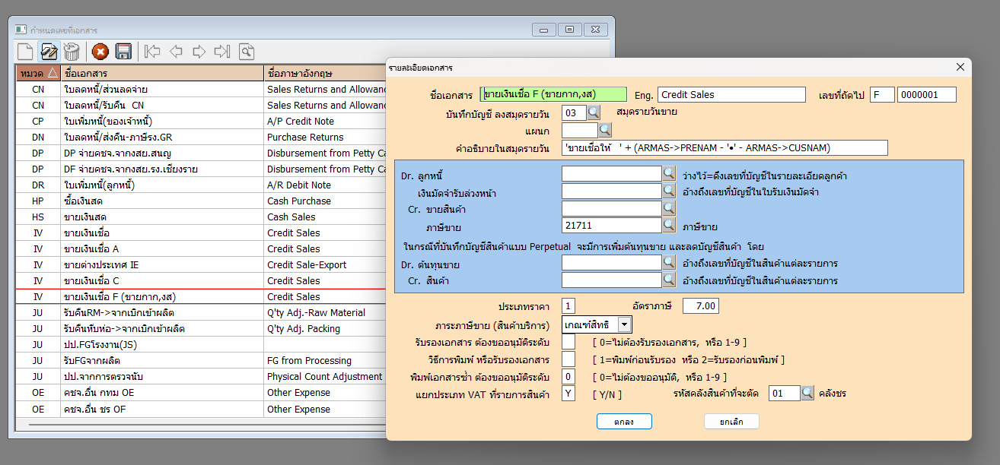 กำหนดเลขที่เอกสาร
หมวด ชื่อเอกสาร ชื่อภาษาอังกฤษ
CN ใบลดหนี้/ส่วนลดจ่าย Sales Returns and Allowanc
CN ใบลดหนี้/รับคืน CN Sales Returns and Allowanc
CP ใบเพิ่มหนี้(ของเจ้าหนี้) A/P Credit Note
DN ใบลดหนี้/ส่งคืน-ภาษีรง.GR Purchase Returns
DP DP จ่ายคชจ.จากงสย.สนญ Disbursement from Petty Ca
DP DF จ่ายคชจ.จากงสย.รง.เชียงราย Disbursement from Petty Ca
DR ใบเพิ่มหนี้(ลูกหนี้) A/R Debit Note
HP ซื้อเงินสด Cash Purchase
HS ขายเงินสด Cash Sales
IV ขายเงินเชื่อ Credit Sales
IV ขายเงินเชื่อ A Credit Sales
IV ขายต่างประเทศ IE Credit Sale-Export
IV ขายเงินเชื่อ C Credit Sales
IV ขายเงินเชื่อ F (ขายกาก,งส) Credit Sales
JU รับคืนRM->จากเบิกเข้าผลิต Q'ty Adj.-Raw Material
JU รับคืนหีบห่อ->จากเบิกเข้าผลิต Q'ty Adj. Packing
JU ปป.FGโรงงาน(JS)
JU รับFGจากผลิต FG from Processing
JU ปป.จากการตรวจนับ Physical Count Adjustment
OE คชจ.อื่น กทม OE Other Expense
OE คชจ.อื่น ชร OF Other Expense
รายละเอียดเอกสาร
ชื่อเอกสาร ขายเงินเชื่อ F (ขายกาก,งส) Eng. Credit Sales เลขที่ถัดไป F 0000001
บันทึกบัญชี ลงสมุดรายวัน 03 สมุดรายวันขาย
แผนก
คำอธิบายในสมุดรายวัน 'ขายเชื่อให้ ' + (ARMAS->PRENAM - '•' - ARMAS->CUSNAM)
Dr. ลูกหนี้ ว่างไว้=ดึงเลขที่บัญชีในรายละเอียดลูกค้า
เงินมัดจำรับล่วงหน้า อ้างถึงเลขที่บัญชีในใบรับเงินมัดจำ
Cr. ขายสินค้า
ภาษีขาย 21711 ภาษีขาย
ในกรณีที่บันทึกบัญชีสินค้าแบบ Perpetual จะมีการเพิ่มต้นทุนขาย และลดบัญชีสินค้า โดย
Dr. ต้นทุนขาย อ้างถึงเลขที่บัญชีในสินค้าแต่ละรายการ
Cr. สินค้า อ้างถึงเลขที่บัญชีในสินค้าแต่ละรายการ
ประเภทราคา 1 อัตราภาษี 7.00
ภาระภาษีขาย (สินค้าบริการ) เกณฑ์สิทธิ
รับรองเอกสาร ต้องขออนุมัติระดับ [ 0=ไม่ต้องรับรองเอกสาร, หรือ 1-9 ]
วิธีการพิมพ์ หรือรับรองเอกสาร [ 1=พิมพ์ก่อนรับรอง หรือ 2=รับรองก่อนพิมพ์ ]
พิมพ์เอกสารซ้ำ ต้องขออนุมัติระดับ 0 [ 0=ไม่ต้องขออนุมัติ, หรือ 1-9 ]
แยกประเภท VAT ที่รายการสินค้า Y [ Y/N ] รหัสคลังสินค้าที่จะตัด 01 คลังชร
ตกลง ยกเลิก